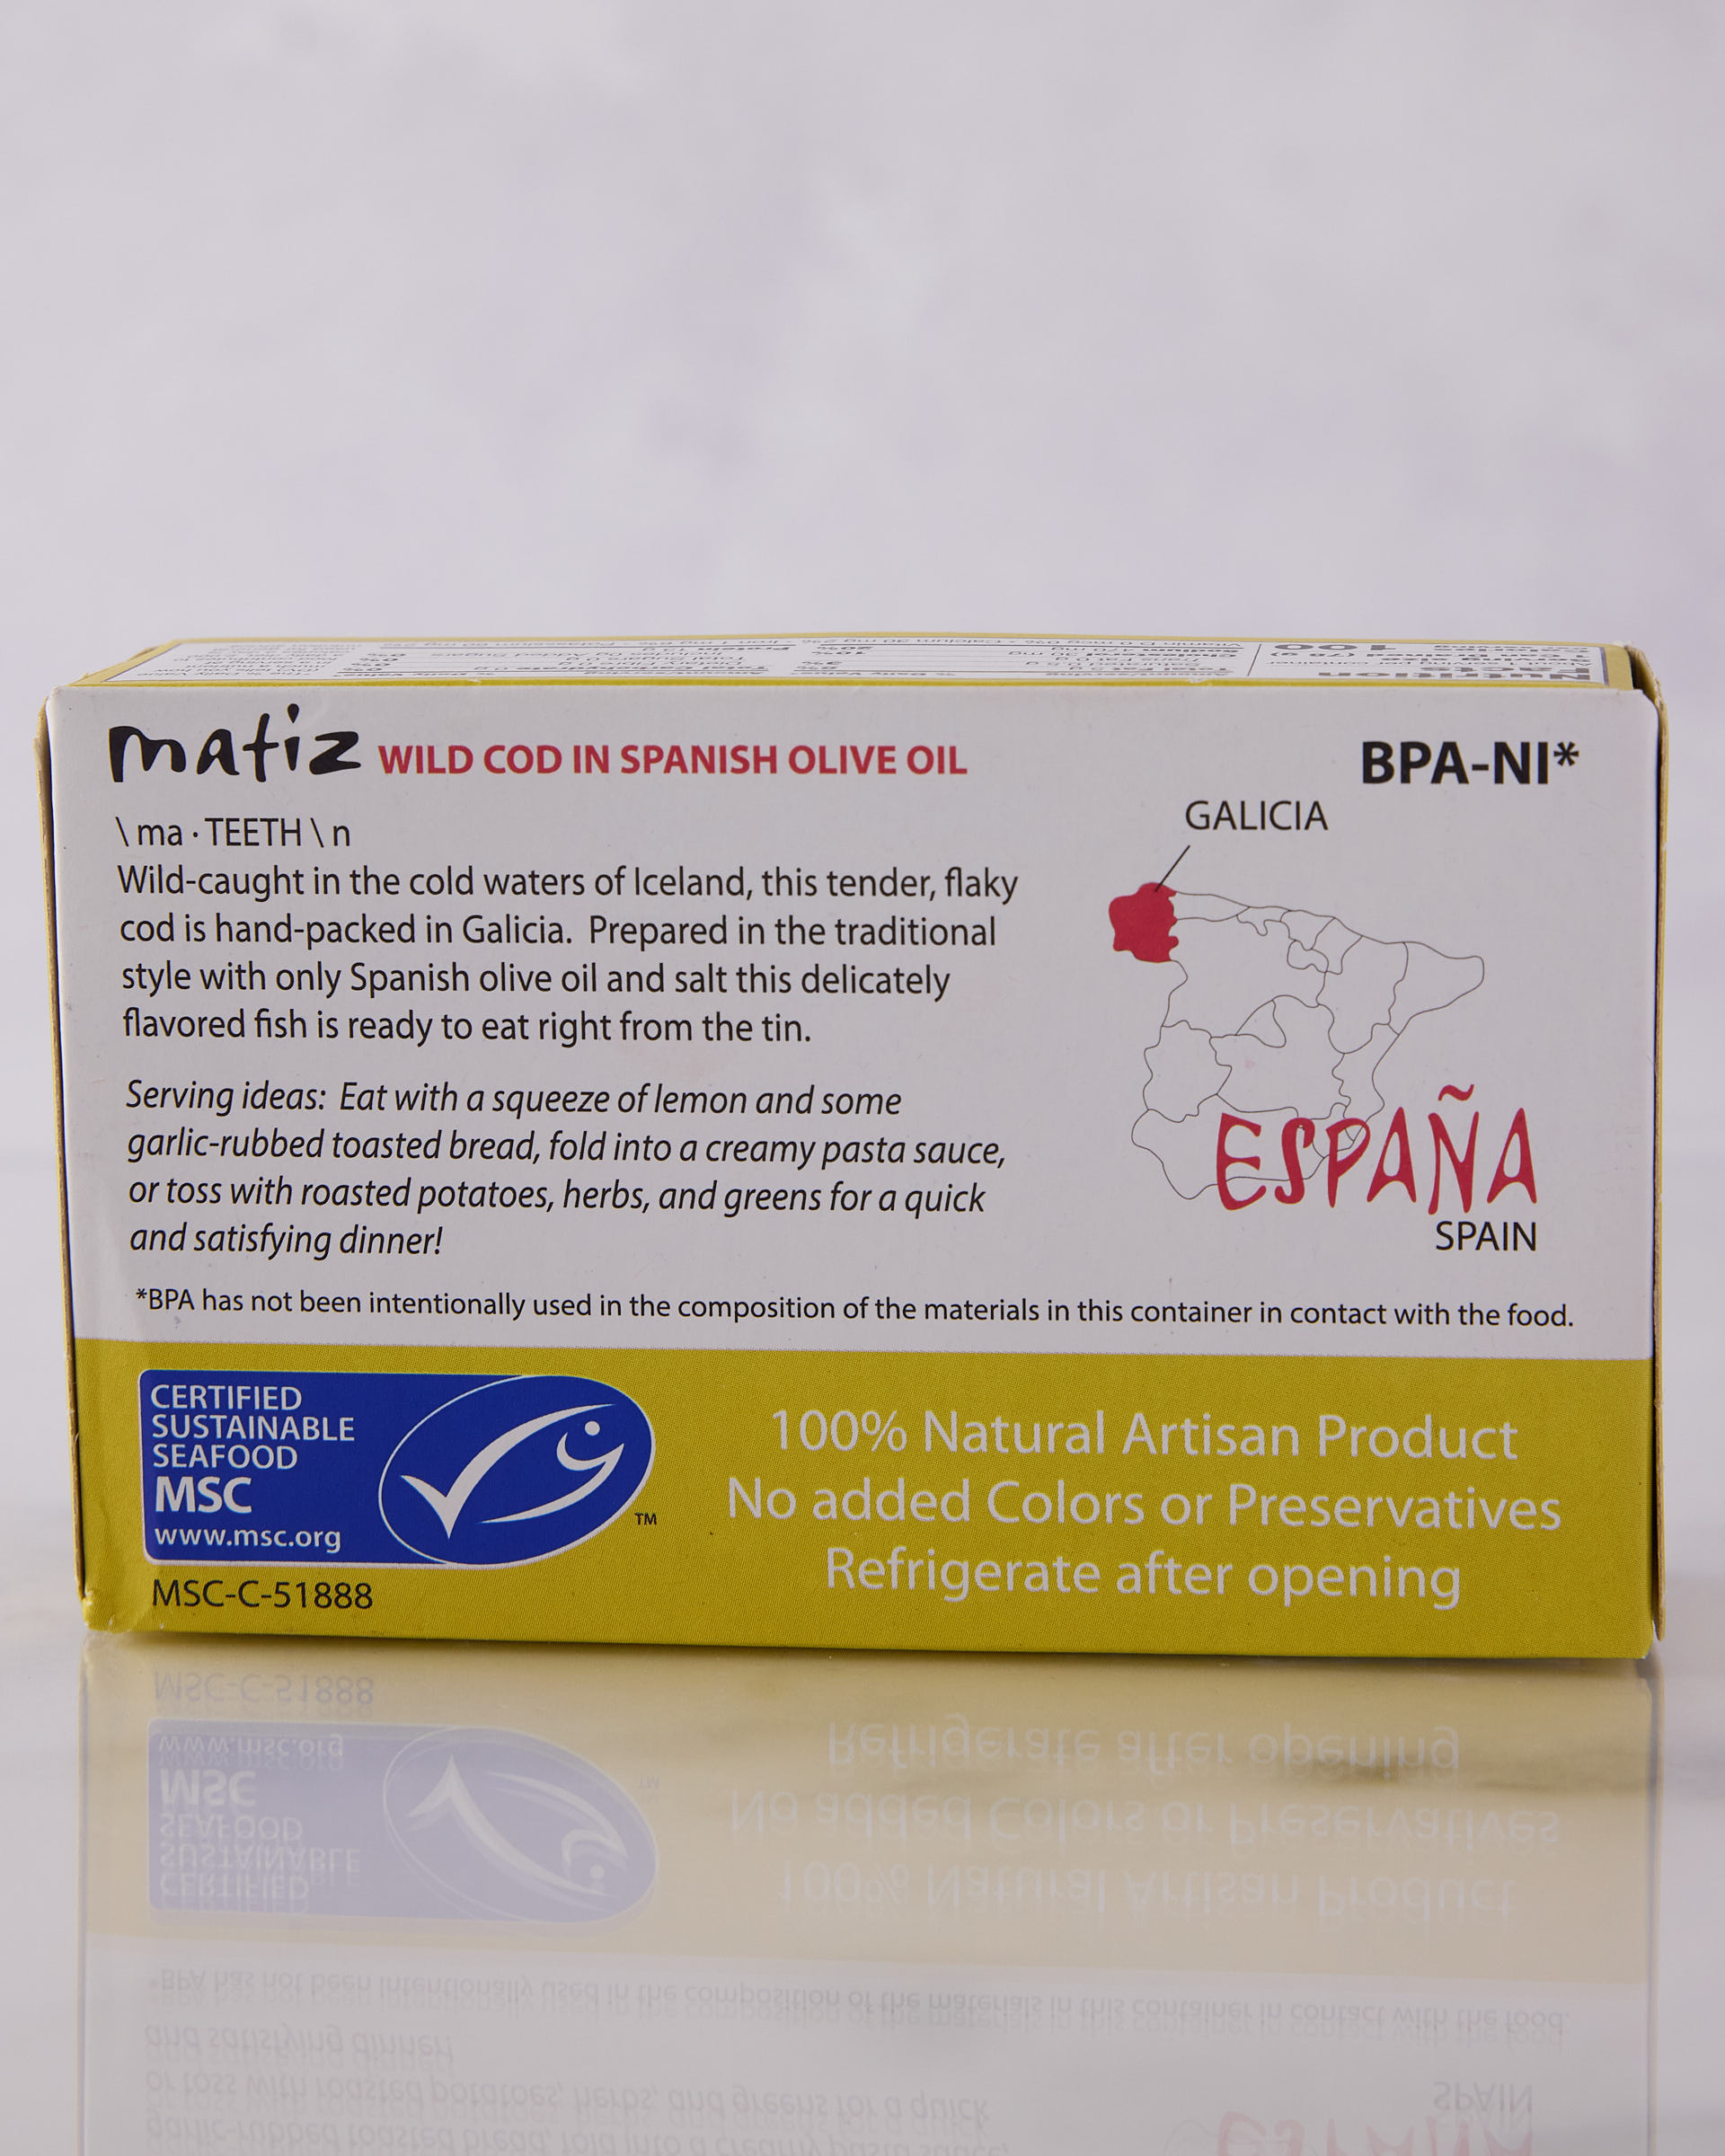 matiz WILD COD IN SPANISH OLIVE OIL
BPA-NI*
\ ma · TEETH \ n
Wild-caught in the cold waters of Iceland, this tender, flaky
cod is hand-packed in Galicia. Prepared in the traditional
style with only Spanish olive oil and salt this delicately
flavored fish is ready to eat right from the tin.
Serving ideas: Eat with a squeeze of lemon and some
garlic-rubbed toasted bread, fold into a creamy pasta sauce,
or toss with roasted potatoes, herbs, and greens for a quick
and satisfying dinner!
GALICIA
ESPAÑA
SPAIN
*BPA has not been intentionally used in the composition of the materials in this container in contact with the food.
CERTIFIED
SUSTAINABLE
SEAFOOD
MSC
www.msc.org
TM
MSC-C-51888
100% Natural Artisan Product
No added Colors or Preservatives
Refrigerate after opening